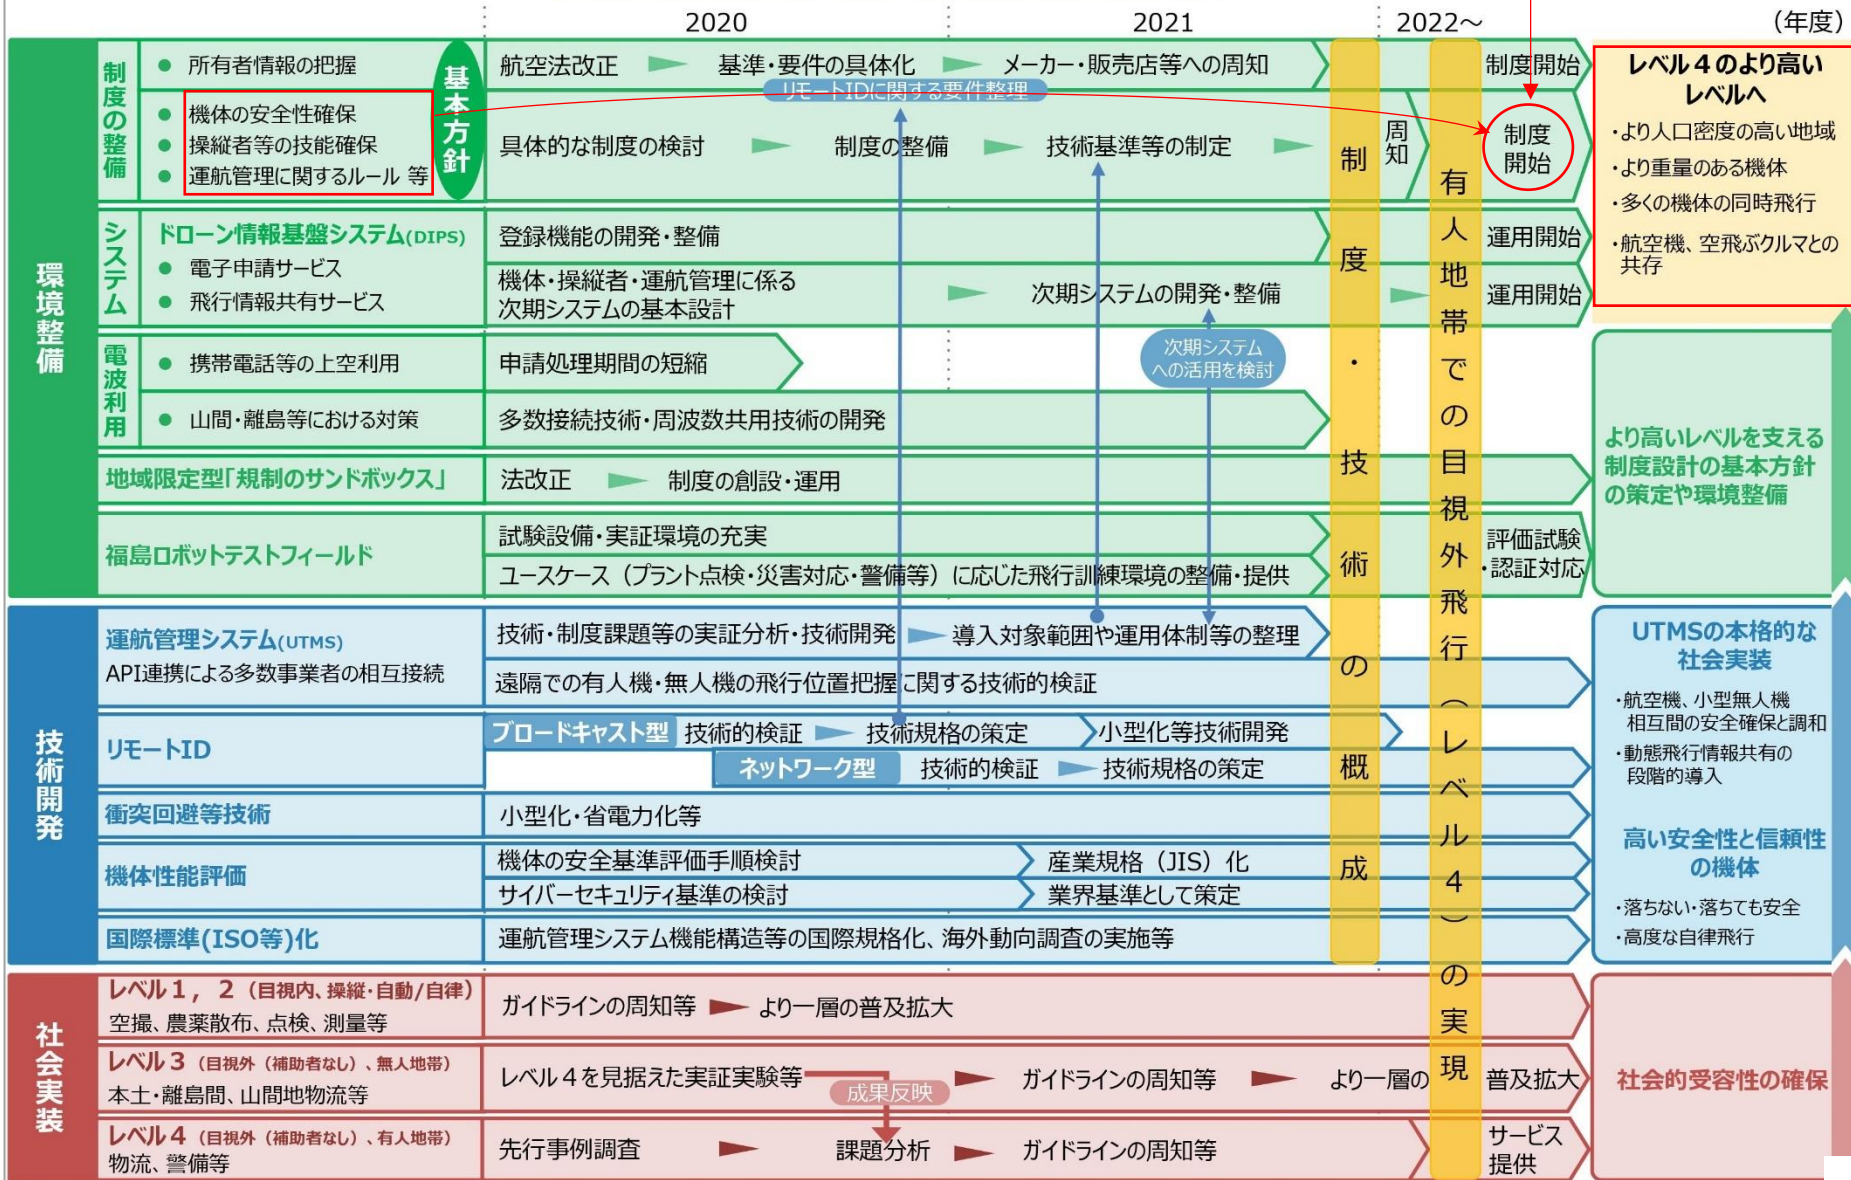 2020
2021
2022～
(年度)
環境整備
制度の整備
● 所有者情報の把握
● 機体の安全性確保
● 操縦者等の技能確保
● 運航管理に関するルール 等
基本方針
航空法改正
基準・要件の具体化
メーカー・販売店等への周知
制度開始
リモートIDに関する要件整理
具体的な制度の検討
制度の整備
技術基準等の制定
周知
制度
開始
システム
ドローン情報基盤システム(DIPS)
● 電子申請サービス
● 飛行情報共有サービス
登録機能の開発・整備
運用開始
機体・操縦者・運航管理に係る
次期システムの基本設計
次期システムの開発・整備
運用開始
次期システム
への活用を検討
電波利用
● 携帯電話等の上空利用
申請処理期間の短縮
● 山間・離島等における対策
多数接続技術・周波数共用技術の開発
地域限定型「規制のサンドボックス」
法改正
制度の創設・運用
福島ロボットテストフィールド
試験設備・実証環境の充実
ユースケース（プラント点検・災害対応・警備等）に応じた飛行訓練環境の整備・提供
評価試験
・認証対応
制度・技術の概成
有人地帯での目視外飛行（レベル４）の実現
レベル４のより高い
レベルへ
・より人口密度の高い地域
・より重量のある機体
・多くの機体の同時飛行
・航空機、空飛ぶクルマとの
共存
より高いレベルを支える
制度設計の基本方針
の策定や環境整備
技術開発
運航管理システム(UTMS)
API連携による多数事業者の相互接続
技術・制度課題等の実証分析・技術開発
導入対象範囲や運用体制等の整理
遠隔での有人機・無人機の飛行位置把握に関する技術的検証
リモートID
ブロードキャスト型
技術的検証
技術規格の策定
小型化等技術開発
ネットワーク型
技術的検証
技術規格の策定
衝突回避等技術
小型化・省電力化等
機体性能評価
機体の安全基準評価手順検討
産業規格（JIS）化
サイバーセキュリティ基準の検討
業界基準として策定
国際標準(ISO等)化
運航管理システム機能構造等の国際規格化、海外動向調査の実施等
UTMSの本格的な
社会実装
・航空機、小型無人機
相互間の安全確保と調和
・動態飛行情報共有の
段階的導入
高い安全性と信頼性
の機体
・落ちない・落ちても安全
・高度な自律飛行
社会実装
レベル１，２（目視内、操縦・自動/自律）
空撮、農薬散布、点検、測量等
ガイドラインの周知等
より一層の普及拡大
レベル３（目視外（補助者なし）、無人地帯）
本土・離島間、山間地物流等
レベル４を見据えた実証実験等
成果反映
ガイドラインの周知等
より一層の
普及拡大
レベル４（目視外（補助者なし）、有人地帯）
物流、警備等
先行事例調査
課題分析
ガイドラインの周知等
サービス
提供
社会的受容性の確保